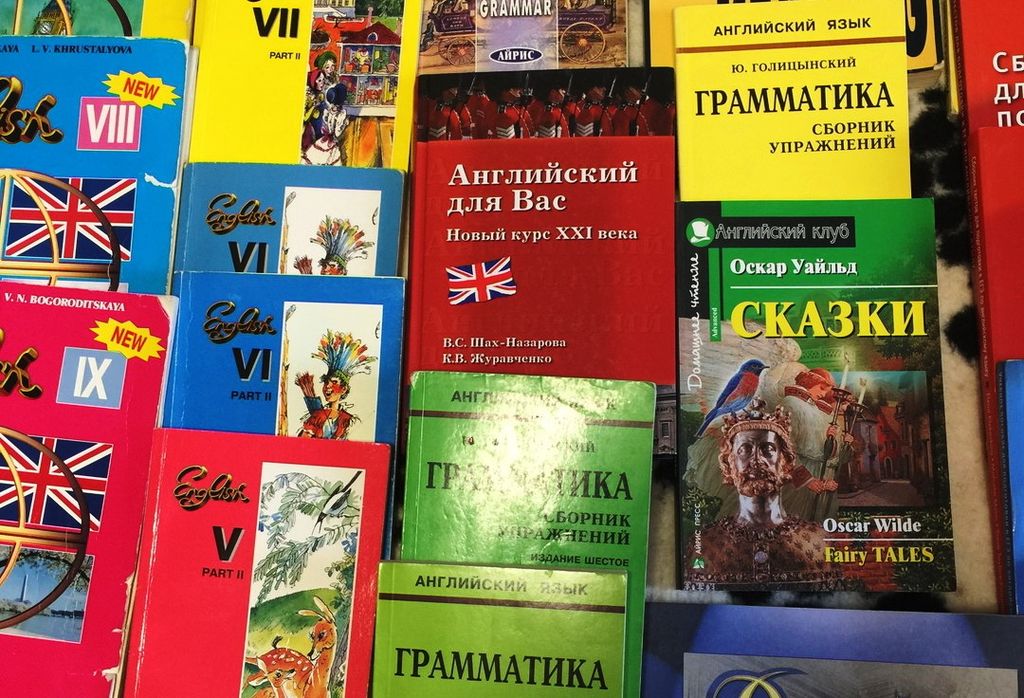 L. V. KHRUSTALYOVA
NEW
VIII
V. N. BOGORODITSKAYA
NEW
IX
VII
PART II
English
VI
English
VI
PART II
English
V
PART II
GRAMMAR
АЙРИС
Английский
для Вас
Новый курс XXI века
В.С. Шах-Назарова
К.В. Журавченко
АНГЛИЙСКИЙ ЯЗЫК
Ю. ГОЛИЦЫНСКИЙ
ГРАММАТИКА
СБОРНИК
УПРАЖНЕНИЙ
ГРАММАТИКА
СБОРНИК
УПРАЖНЕНИЙ
ИЗДАНИЕ ШЕСТОЕ
АНГЛИЙСКИЙ ЯЗЫК
ГРАММАТИКА
Английский клуб
Домашнее чтение
Advanced
Оскар Уайльд
СКАЗКИ
Oscar Wilde
Fairy TALES
АЙРИС ПРЕСС